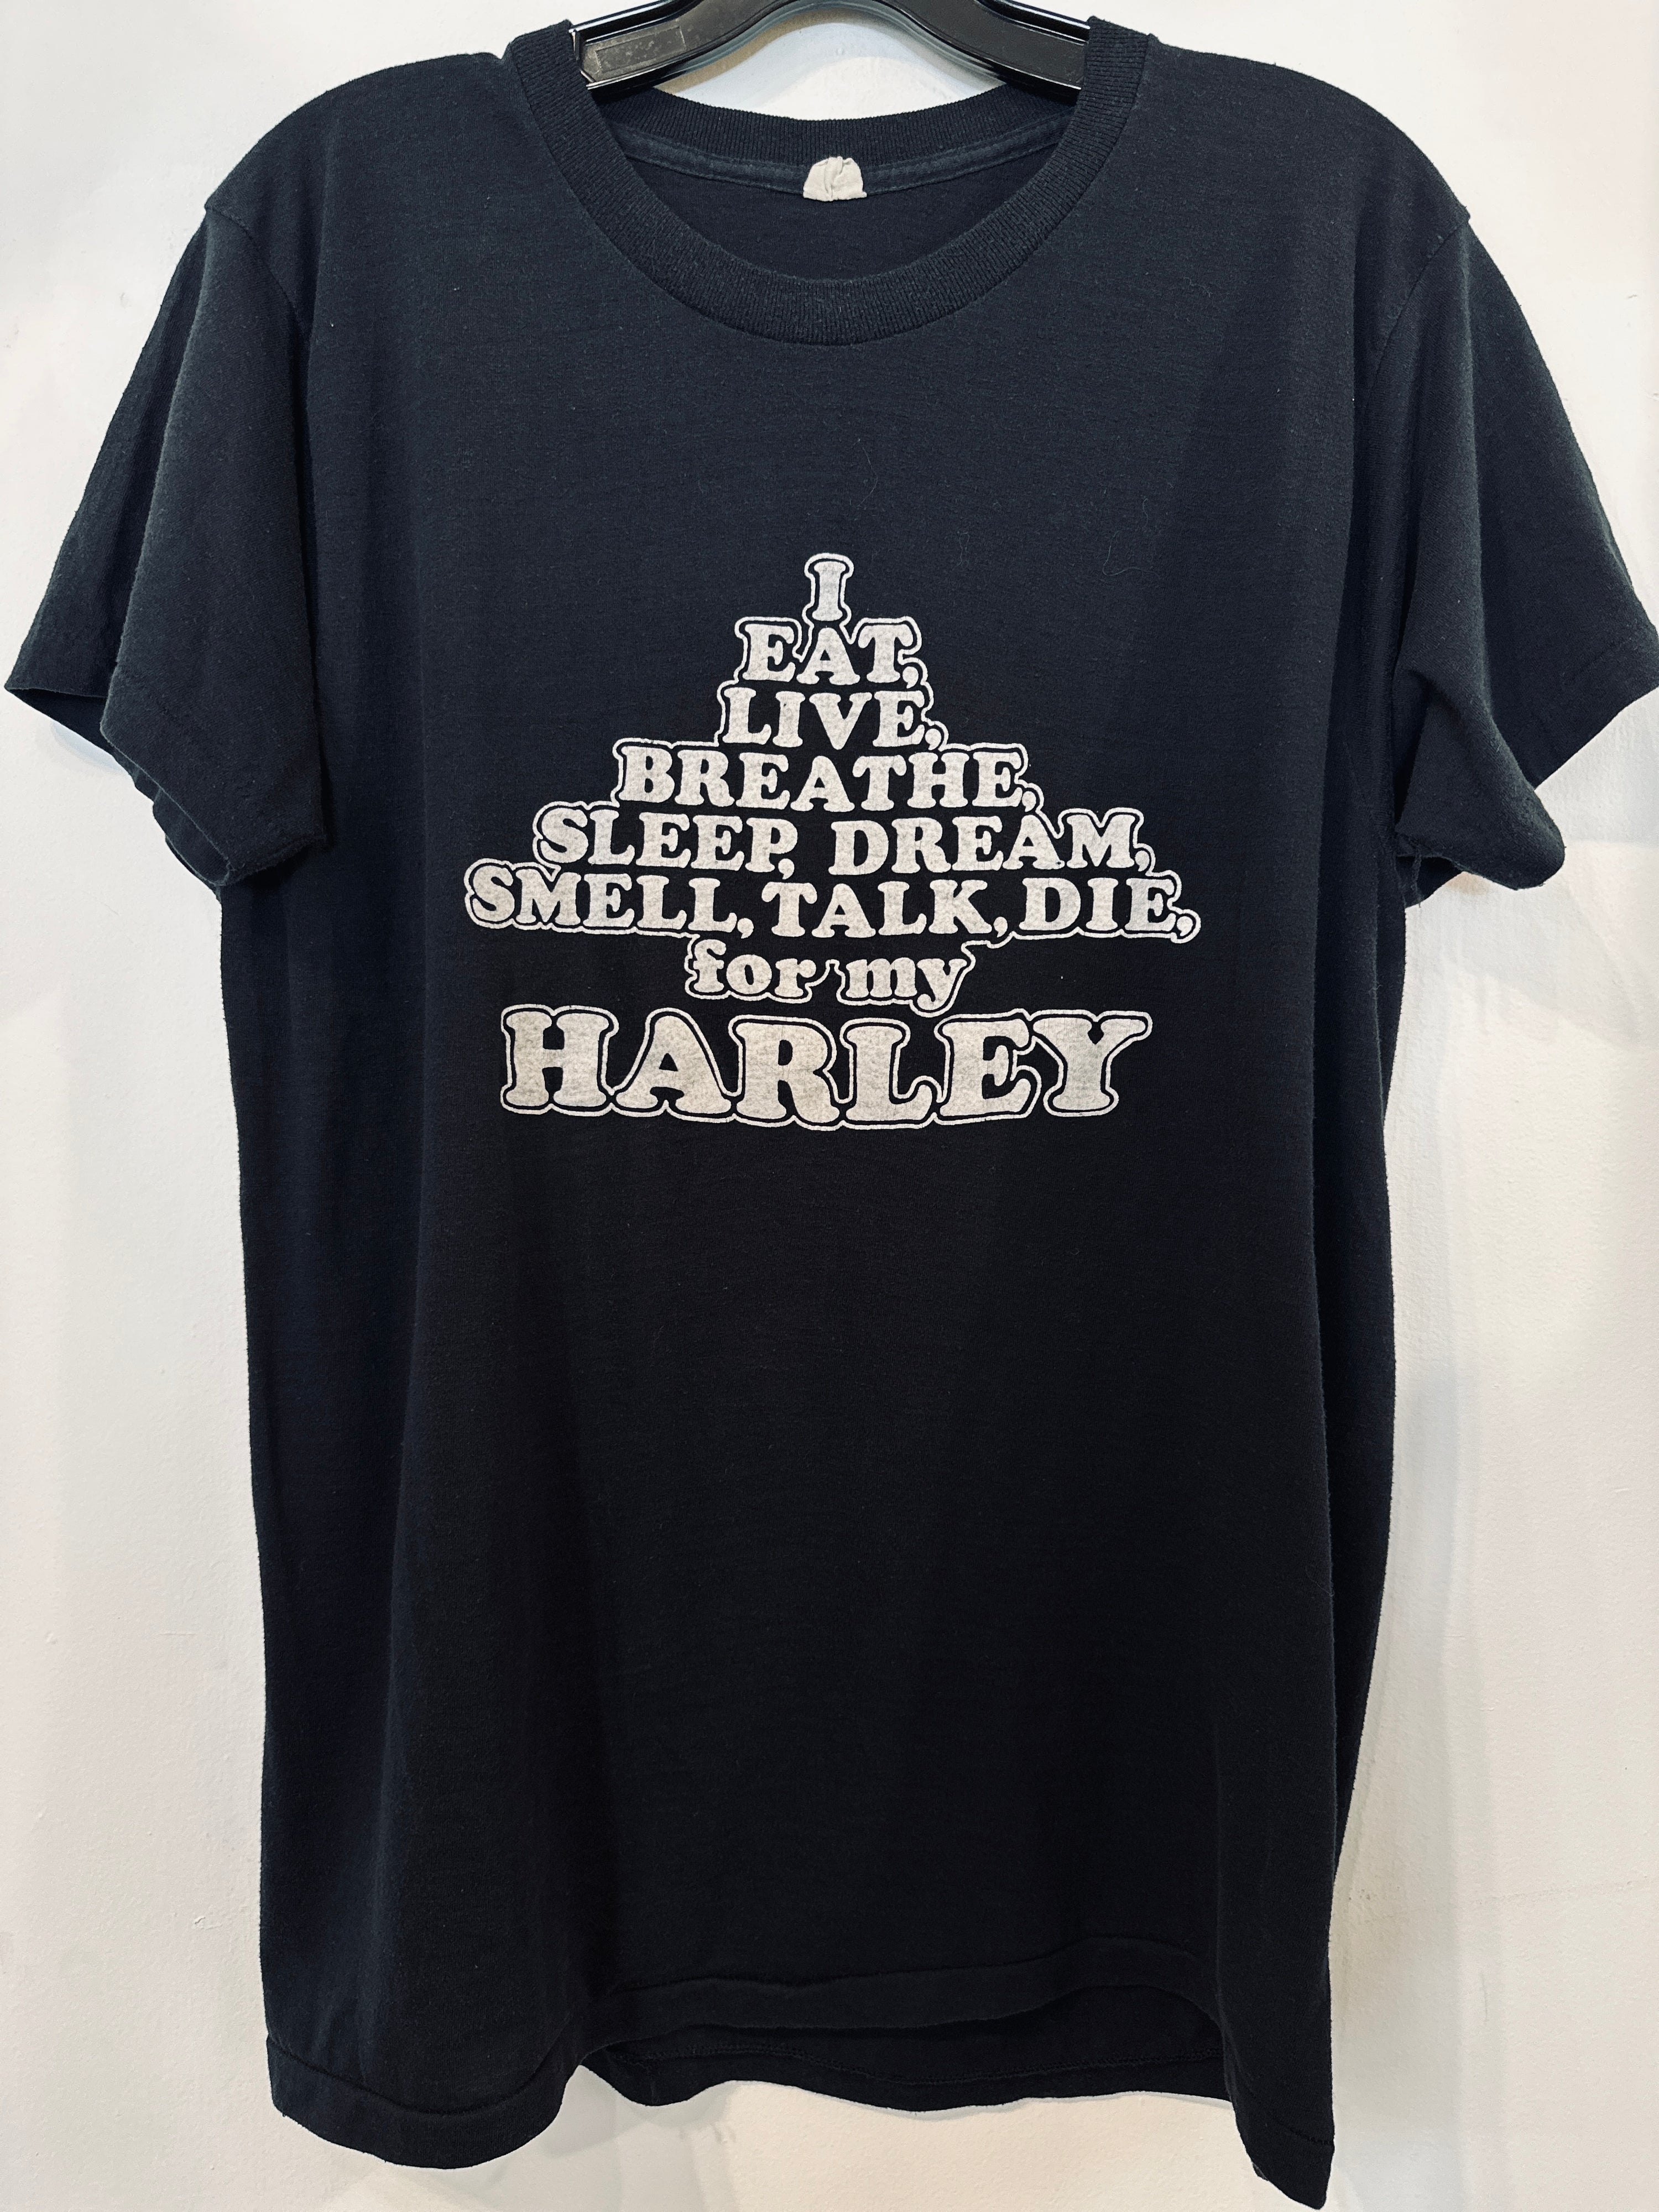 I
EAT,
LIVE,
BREATHE,
SLEEP, DREAM,
SMELL, TALK, DIE,
for my
HARLEY